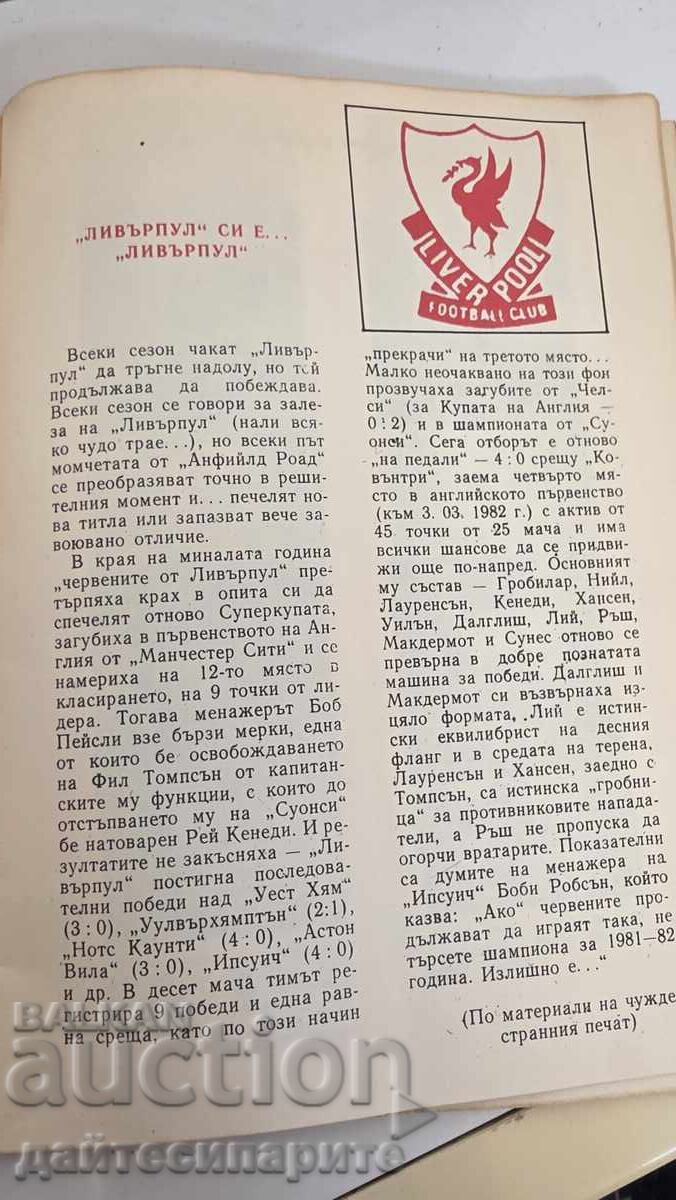 „ЛИВЪРПУЛ“ СИ Е...
„ЛИВЪРПУЛ“
LIVERPOOL
FOOTBALL CLUB
Всеки сезон чакат „Ливър-
пул“ да тръгне надолу, но той
продължава да побеждава.
Всеки сезон се говори за зале-
за на „Ливърпул“ (нали вся-
ко чудо трае...), но всеки път
момчетата от „Анфийлд Роад“
се преобразяват точно в реши-
телния момент и... печелят но-
ва титла или запазват вече за-
воювано отличие.
В края на миналата година
„червените от Ливърпул“ пре-
търпяха крах в опита си да
спечелят отново Суперкупата,
загубиха в първенството на Ан-
глия от „Манчестер Сити“ и се
намериха на 12-то място в
класирането, на 9 точки от ли-
дера. Тогава менажерът Боб
Пейсли взе бързи мерки, една
от които бе освобождаването
на Фил Томпсън от капитан-
ските му функции, с които до
отстъпването му на „Суонси“
бе натоварен Рей Кенеди. И ре-
зултатите не закъсняха — „Ли-
върпул“ постигна последова-
телни победи над „Уест Хям“
(3:0), „Уулвърхямптън“ (2:1),
„Нотс Каунти“ (4:0), „Астон
Вила“ (3:0), „Ипсуич“ (4:0)
и др. В десет мача тимът ре-
гистрира 9 победи и една рав-
на среща, като по този начин
„прекрачи“ на третото място...
Малко неочаквано на този фон
прозвучаха загубите от „Чел-
си“ (за Купата на Англия —
0:2) и в шампионата от „Су-
онси“. Сега отборът е отново
„на педали“ — 4:0 срещу „Ко-
вънтри“, заема четвърто мя-
сто в английското първенство
(към 3. 03. 1982 г.) с актив от
45 точки от 25 мача и има
всички шансове да се придви-
жи още по-напред. Основният
му състав — Гробилар, Нийл,
Лауренсън, Кенеди, Хансен,
Уилън, Далглиш, Лий, Ръш,
Макдермот и Сунес отново се
превърна в добре познатата
машина за победи. Далглиш и
Макдермот си възвърнаха из-
цяло формата, Лий е истин-
ски еквилибрист на десния
фланг и в средата на терена,
Лауренсън и Хансен, заедно с
Томпсън, са истинска „гробни-
ца“ за противниковите напада-
тели, а Ръш не пропуска да
огорчи вратарите. Показателни
са думите на менажера на
„Ипсуич“ Боби Робсън, който
казва: „Ако“ червените про-
дължават да играят така, не
търсете шампиона за 1981—82
година. Излишно е...“
(По материали на чужде-
странния печат)
BALKAN
auction
дайтесипарите